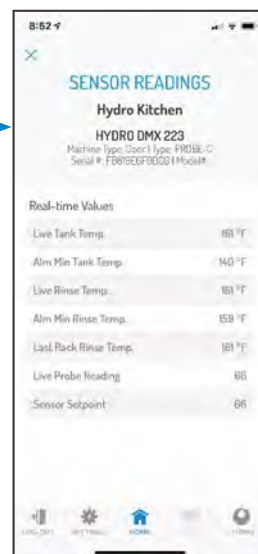 8:52
SENSOR READINGS
Hydro Kitchen
HYDRO DMX 223
Machine Type: Door | Type: PROBE-C
Serial #: | Model#:
Real-time Values
Live Tank Temp. 161 °F
Alm Min Tank Temp. 140 °F
Live Rinse Temp. 161 °F
Alm Min Rinse Temp. 159 °F
Last Rack Rinse Temp. 161 °F
Live Probe Reading 66
Sensor Setpoint 66
LOG-OUT SETTINGS HOME